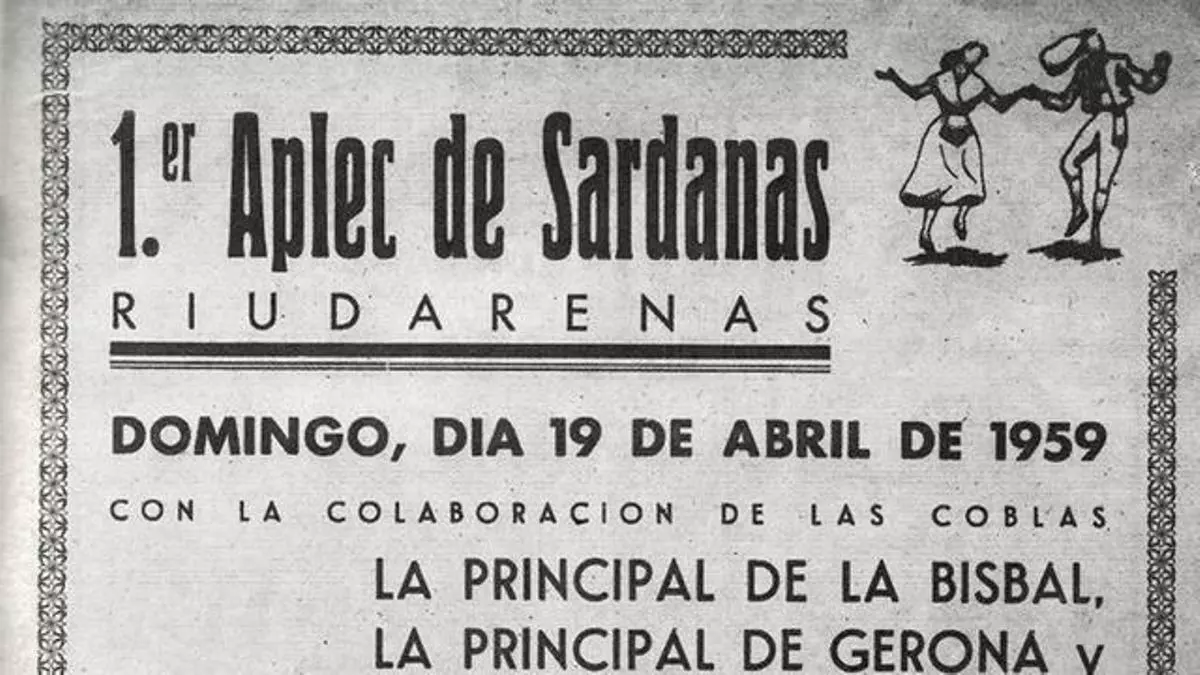 1.er Aplec de Sardanas
RIUDARENAS
DOMINGO, DIA 19 DE ABRIL DE 1959
CON LA COLABORACION DE LAS COBLAS
LA PRINCIPAL DE LA BISBAL,
LA PRINCIPAL DE GERONA y